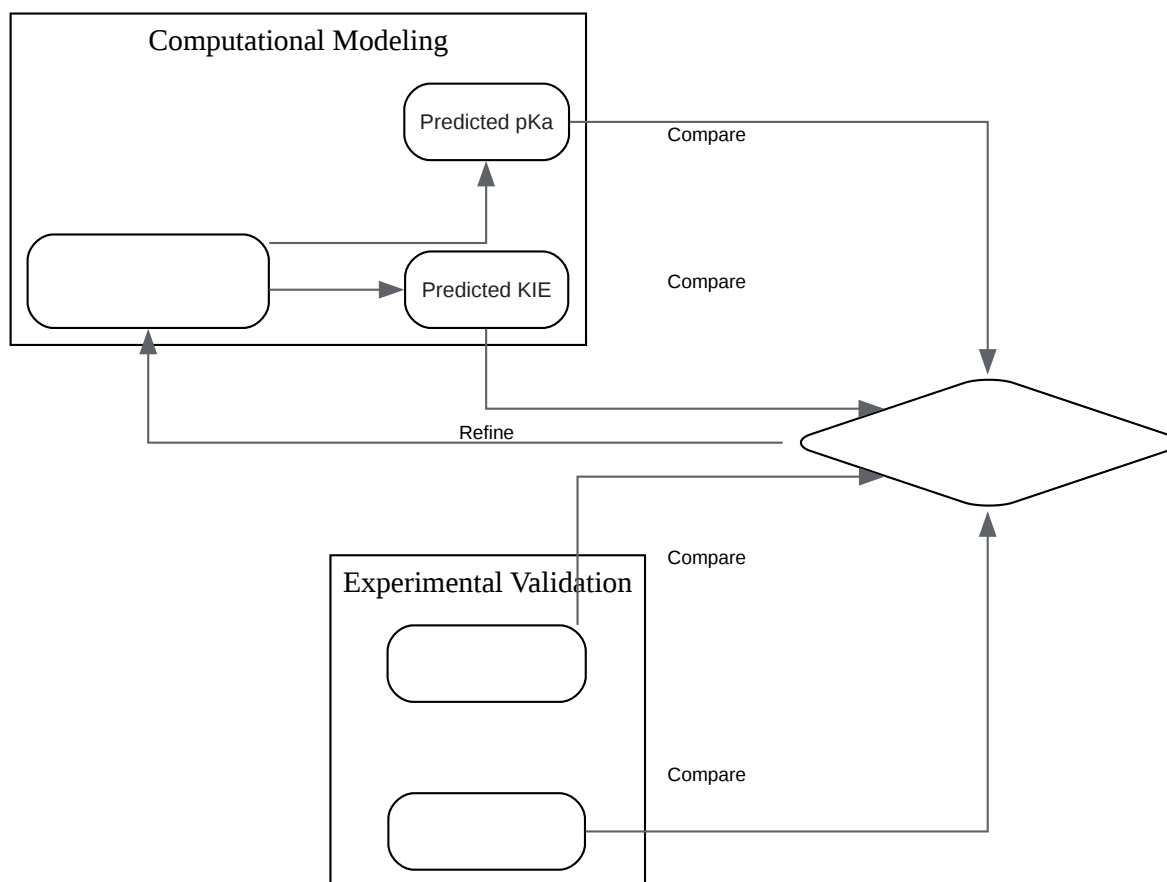 Computational Modeling
Predicted pKa
Compare
Predicted KIE
Compare
Refine
Compare
Experimental Validation
Compare